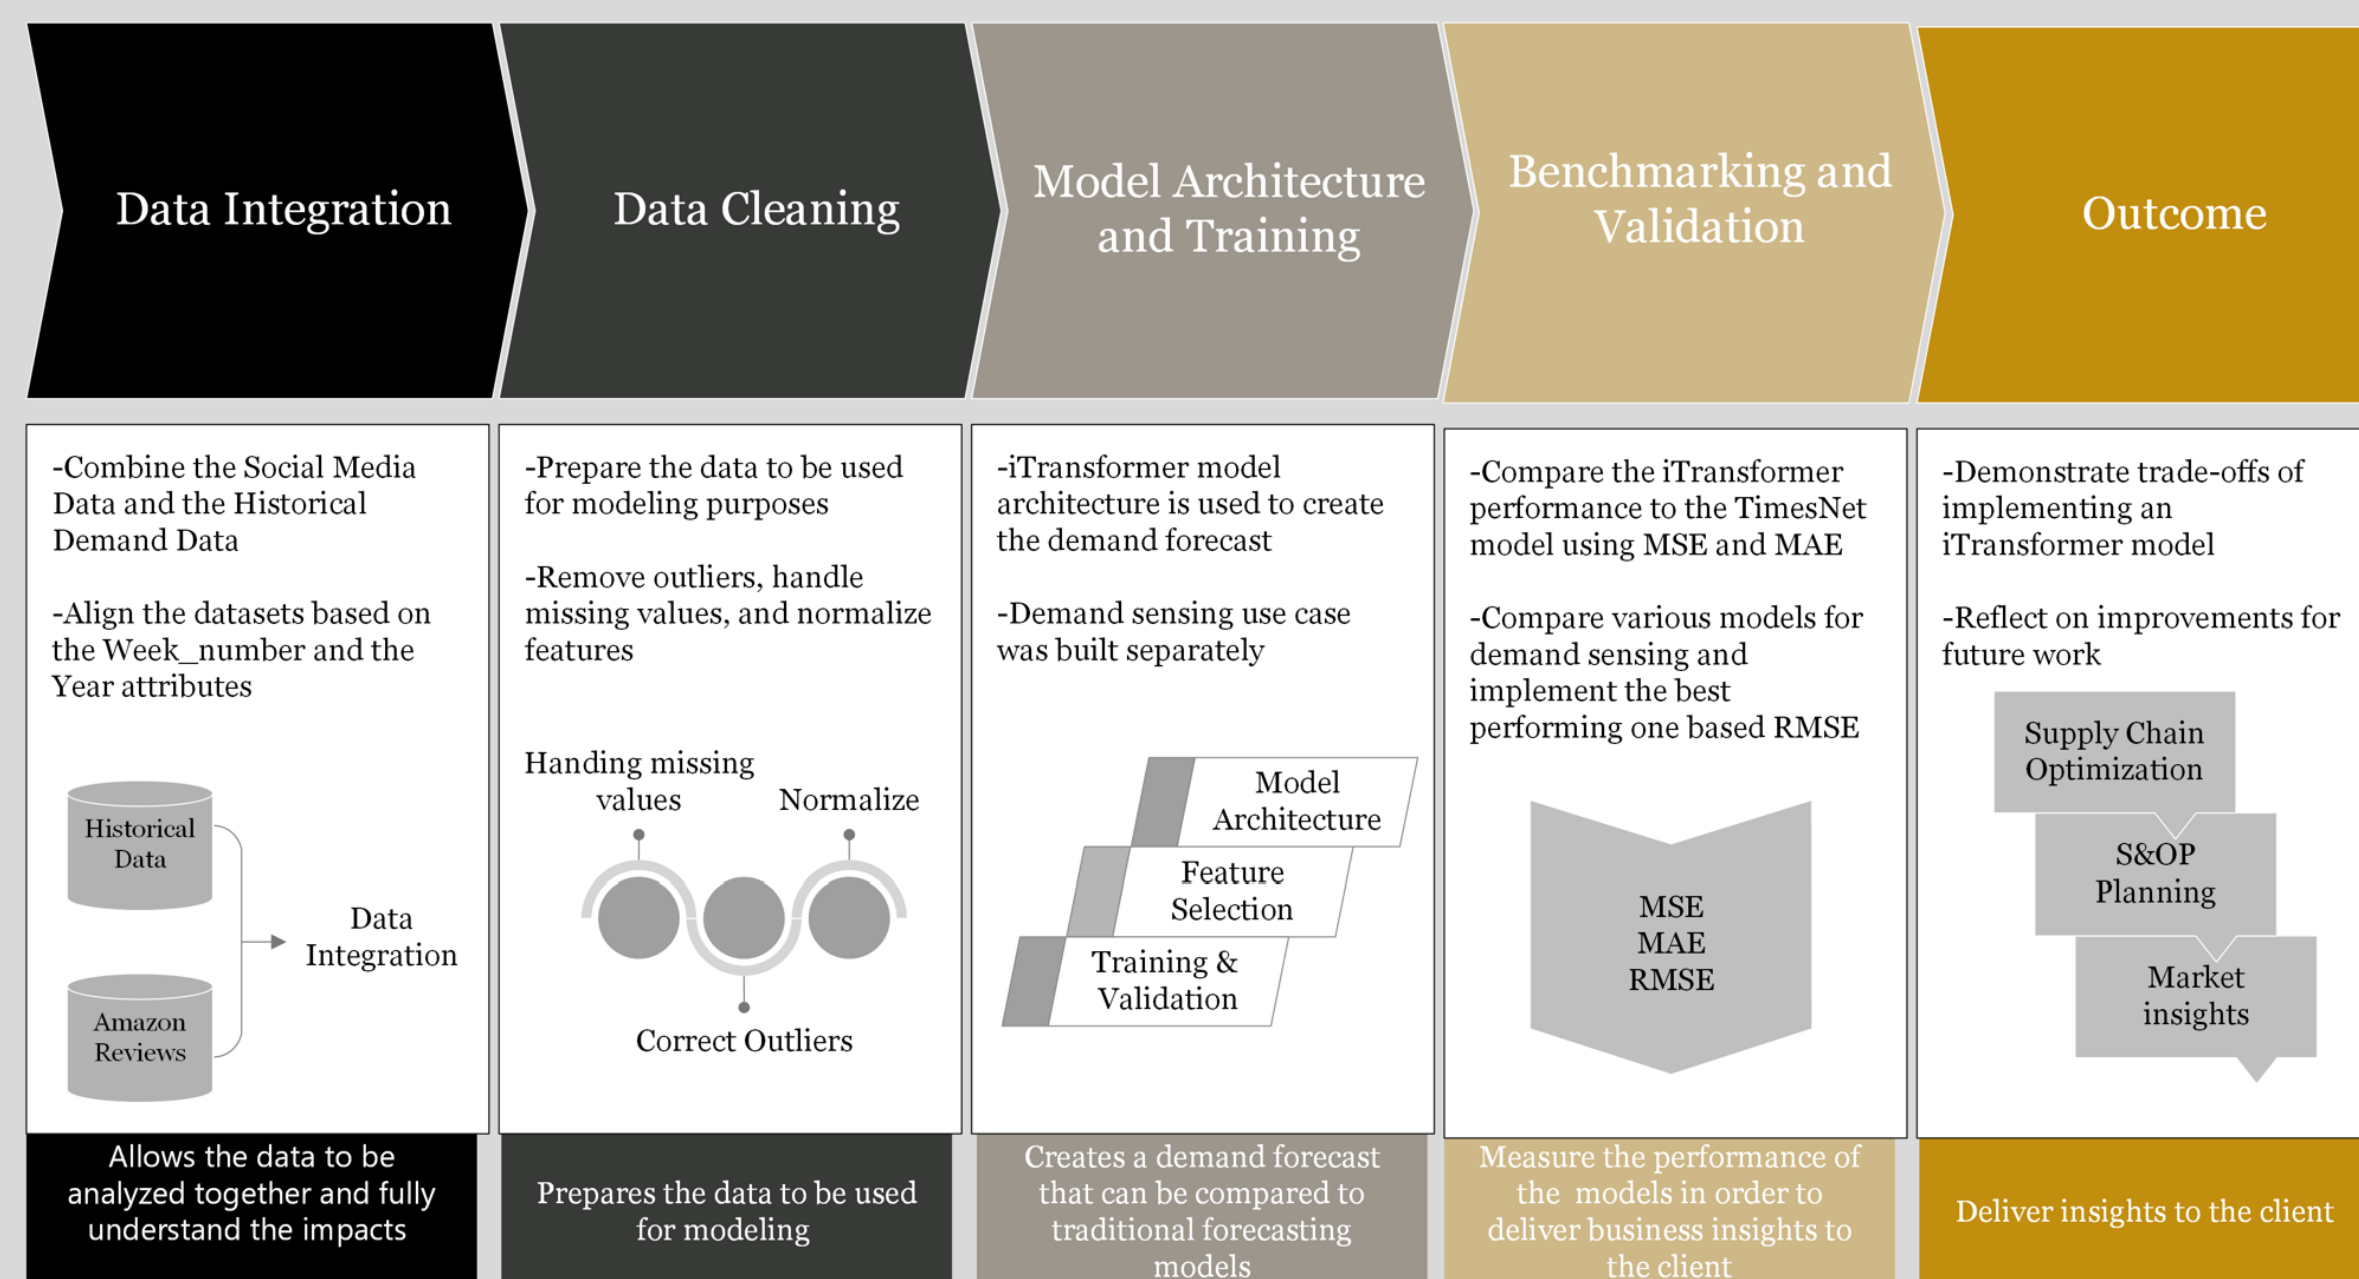 Data Integration
Data Cleaning
Model Architecture
and Training
Benchmarking and
Validation
Outcome
-Combine the Social Media
Data and the Historical
Demand Data
-Align the datasets based on
the Week_number and the
Year attributes
Historical
Data
Amazon
Reviews
Data
Integration
Allows the data to be
analyzed together and fully
understand the impacts
-Prepare the data to be used
for modeling purposes
-Remove outliers, handle
missing values, and normalize
features
Handing missing
values
Normalize
Correct Outliers
Prepares the data to be used
for modeling
-iTransformer model
architecture is used to create
the demand forecast
-Demand sensing use case
was built separately
Model
Architecture
Feature
Selection
Training &
Validation
Creates a demand forecast
that can be compared to
traditional forecasting
models
-Compare the iTransformer
performance to the TimesNet
model using MSE and MAE
-Compare various models for
demand sensing and
implement the best
performing one based RMSE
MSE
MAE
RMSE
Measure the performance of
the models in order to
deliver business insights to
the client
-Demonstrate trade-offs of
implementing an
iTransformer model
-Reflect on improvements for
future work
Supply Chain
Optimization
S&OP
Planning
Market
insights
Deliver insights to the client